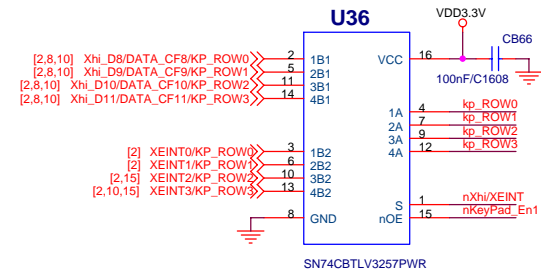 U36
VDD3.3V
CB66
100nF/C1608
[2,8,10] Xhi_D8/DATA_CF8/KP_ROW0 2 1B1 VCC 16
[2,8,10] Xhi_D9/DATA_CF9/KP_ROW1 5 2B1
[2,8,10] Xhi_D10/DATA_CF10/KP_ROW2 11 3B1
[2,8,10] Xhi_D11/DATA_CF11/KP_ROW3 14 4B1
1A 4 kp_ROW0
2A 7 kp_ROW1
3A 9 kp_ROW2
4A 12 kp_ROW3
[2] XEINT0/KP_ROW0 3 1B2
[2] XEINT1/KP_ROW1 6 2B2
[2,15] XEINT2/KP_ROW2 10 3B2
[2,10,15] XEINT3/KP_ROW3 13 4B2
S 1 nXhi/XEINT
8 GND nOE 15 nKeyPad_En1
SN74CBTLV3257PWR